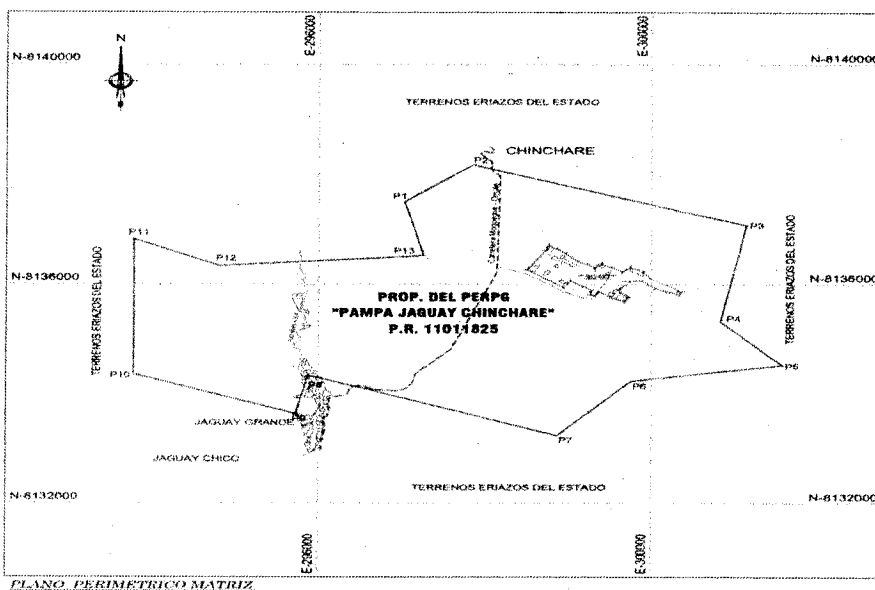 E-296000
E-300000
N
N-8140000
N-8140000
TERRENOS ERIAZOS DEL ESTADO
CHINCHARE
P2
P1
P3
P11
P12
P13
TERRENOS ERIAZOS DEL ESTADO
TERRENOS ERIAZOS DEL ESTADO
N-8136000
N-8136000
PROP. DEL PERPG
"PAMPA JAGUAY CHINCHARE"
P.R. 11011825
P4
P5
P10
P6
JAGUAY GRANDE
P7
JAGUAY CHICO
TERRENOS ERIAZOS DEL ESTADO
N-8132000
N-8132000
E-296000
E-300000
PLANO PERIMETRICO MATRIZ